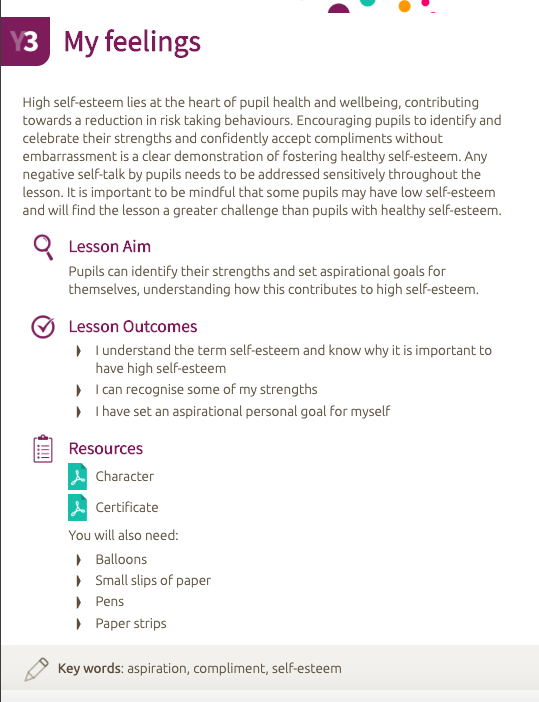 Y3 My feelings
High self-esteem lies at the heart of pupil health and wellbeing, contributing
towards a reduction in risk taking behaviours. Encouraging pupils to identify and
celebrate their strengths and confidently accept compliments without
embarrassment is a clear demonstration of fostering healthy self-esteem. Any
negative self-talk by pupils needs to be addressed sensitively throughout the
lesson. It is important to be mindful that some pupils may have low self-esteem
and will find the lesson a greater challenge than pupils with healthy self-esteem.
Lesson Aim
Pupils can identify their strengths and set aspirational goals for
themselves, understanding how this contributes to high self-esteem.
Lesson Outcomes
I understand the term self-esteem and know why it is important to
have high self-esteem
I can recognise some of my strengths
I have set an aspirational personal goal for myself
Resources
Character
Certificate
You will also need:
Balloons
Small slips of paper
Pens
Paper strips
Key words: aspiration, compliment, self-esteem